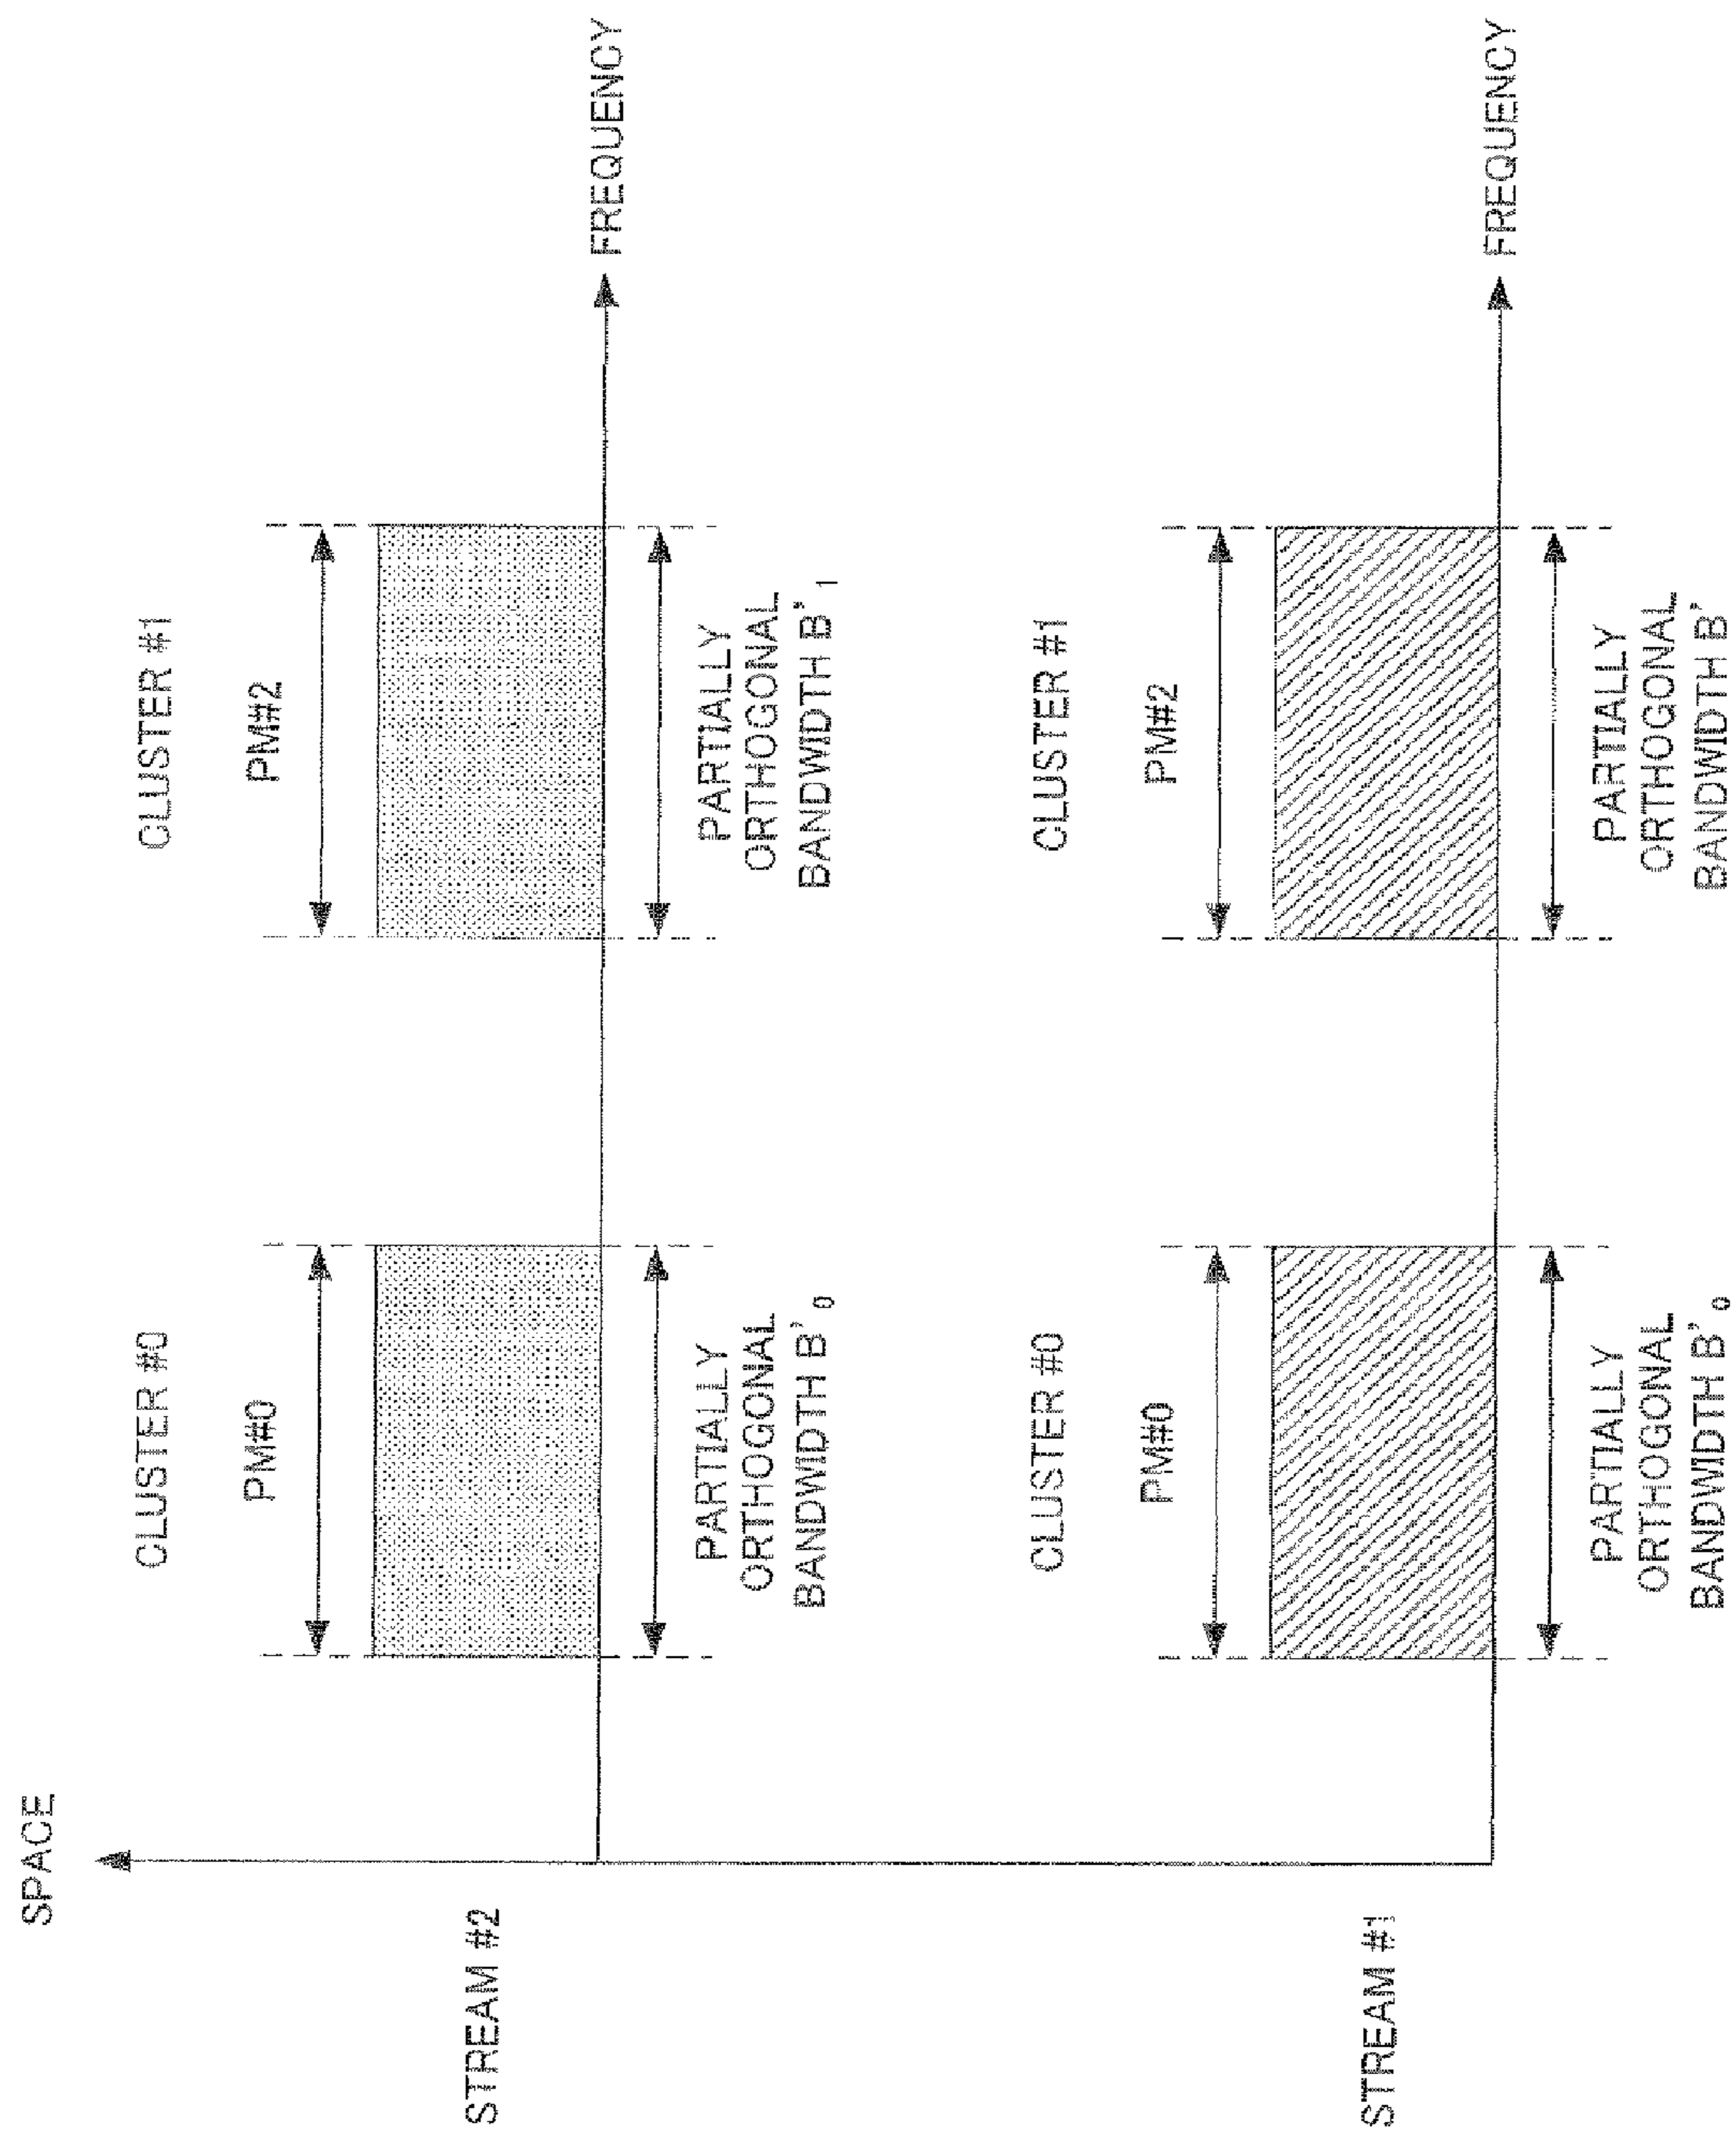 SPACE
STREAM #2
CLUSTER #0
CLUSTER #1
PM#0
PM#2
FREQUENCY
PARTIALLY
ORTHOGONAL
BANDWIDTH B'0
PARTIALLY
ORTHOGONAL
BANDWIDTH B'1
STREAM #1
CLUSTER #0
CLUSTER #1
PM#0
PM#2
FREQUENCY
PARTIALLY
ORTHOGONAL
BANDWIDTH B'0
PARTIALLY
ORTHOGONAL
BANDWIDTH B'